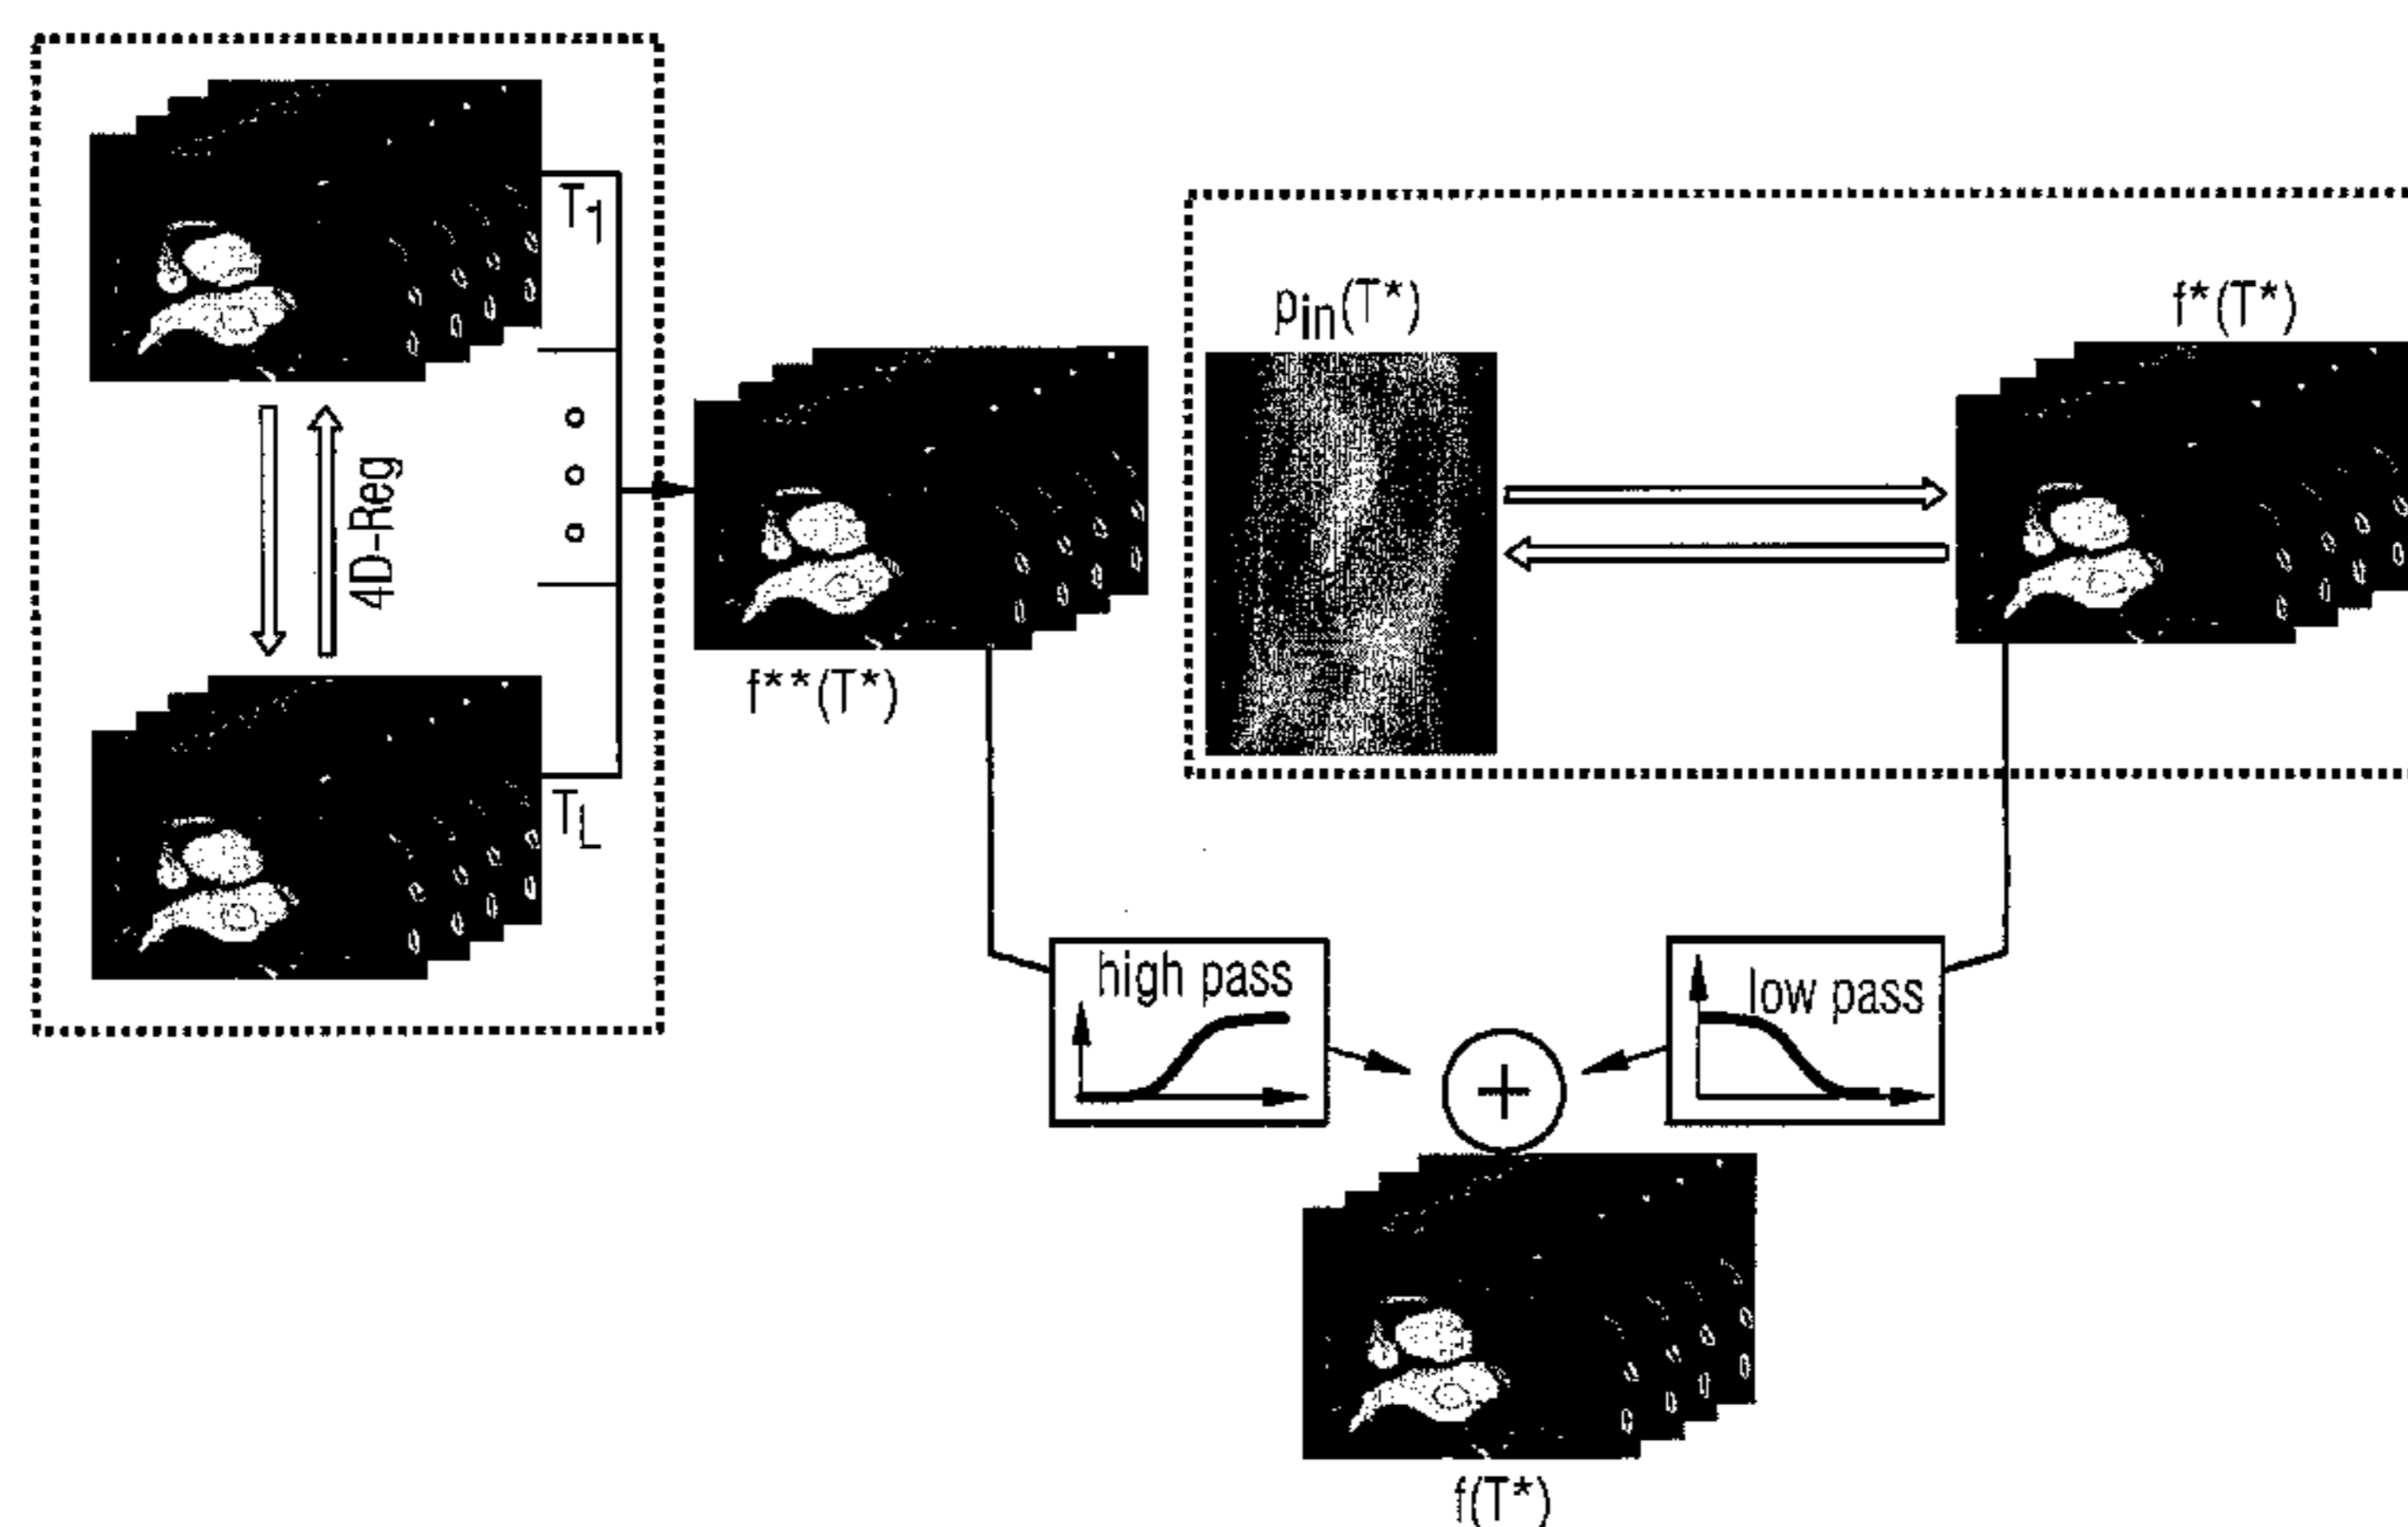 T1
4D-Reg
TL
f**(T*)
pin(T*)
f*(T*)
high pass
low pass
+
f(T*)